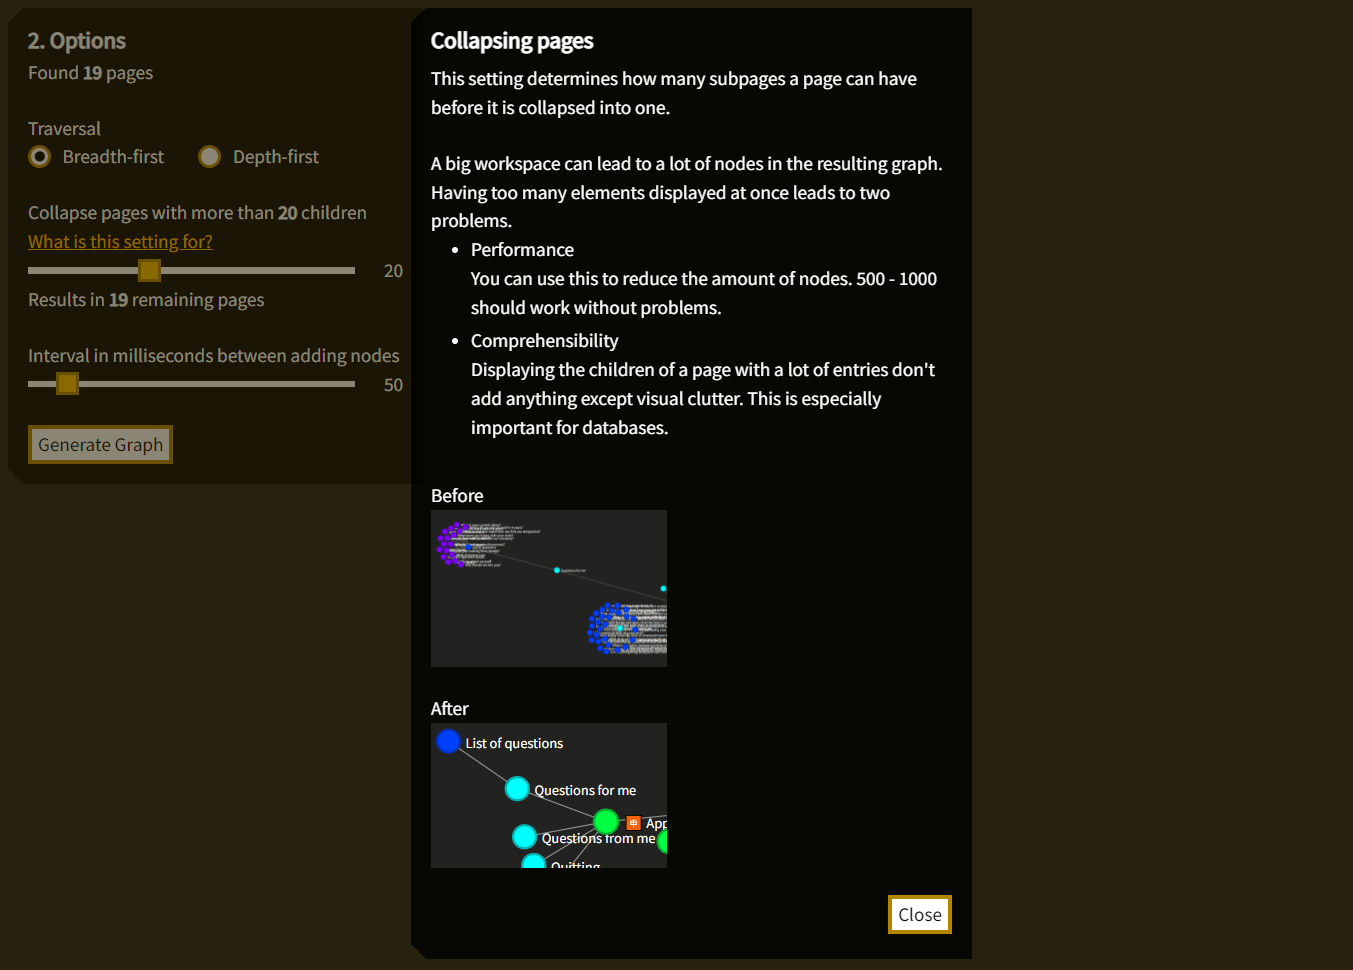 2. Options
Found 19 pages
Traversal
Breadth-first
Depth-first
Collapse pages with more than 20 children
What is this setting for?
20
Results in 19 remaining pages
Interval in milliseconds between adding nodes
50
Generate Graph
Collapsing pages
This setting determines how many subpages a page can have
before it is collapsed into one.
A big workspace can lead to a lot of nodes in the resulting graph.
Having too many elements displayed at once leads to two
problems.
Performance
You can use this to reduce the amount of nodes. 500 - 1000
should work without problems.
Comprehensibility
Displaying the children of a page with a lot of entries don't
add anything except visual clutter. This is especially
important for databases.
Before
After
List of questions
Questions for me
申 App
Questions from me
Quitting
Close